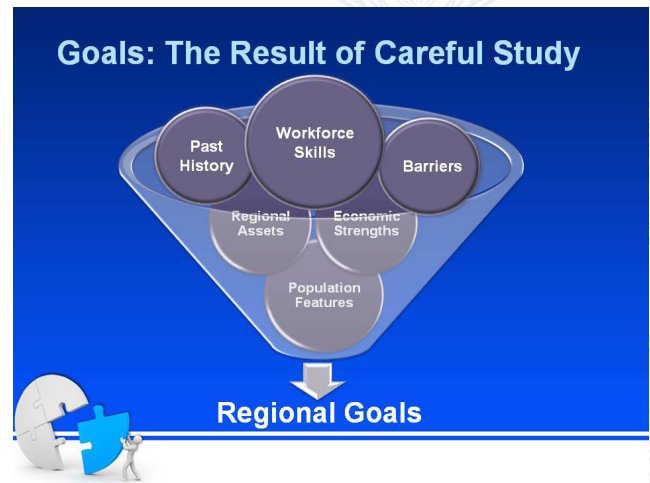 Goals: The Result of Careful Study
Past
History
Workforce
Skills
Barriers
Regional
Assets
Economic
Strengths
Population
Features
Regional Goals